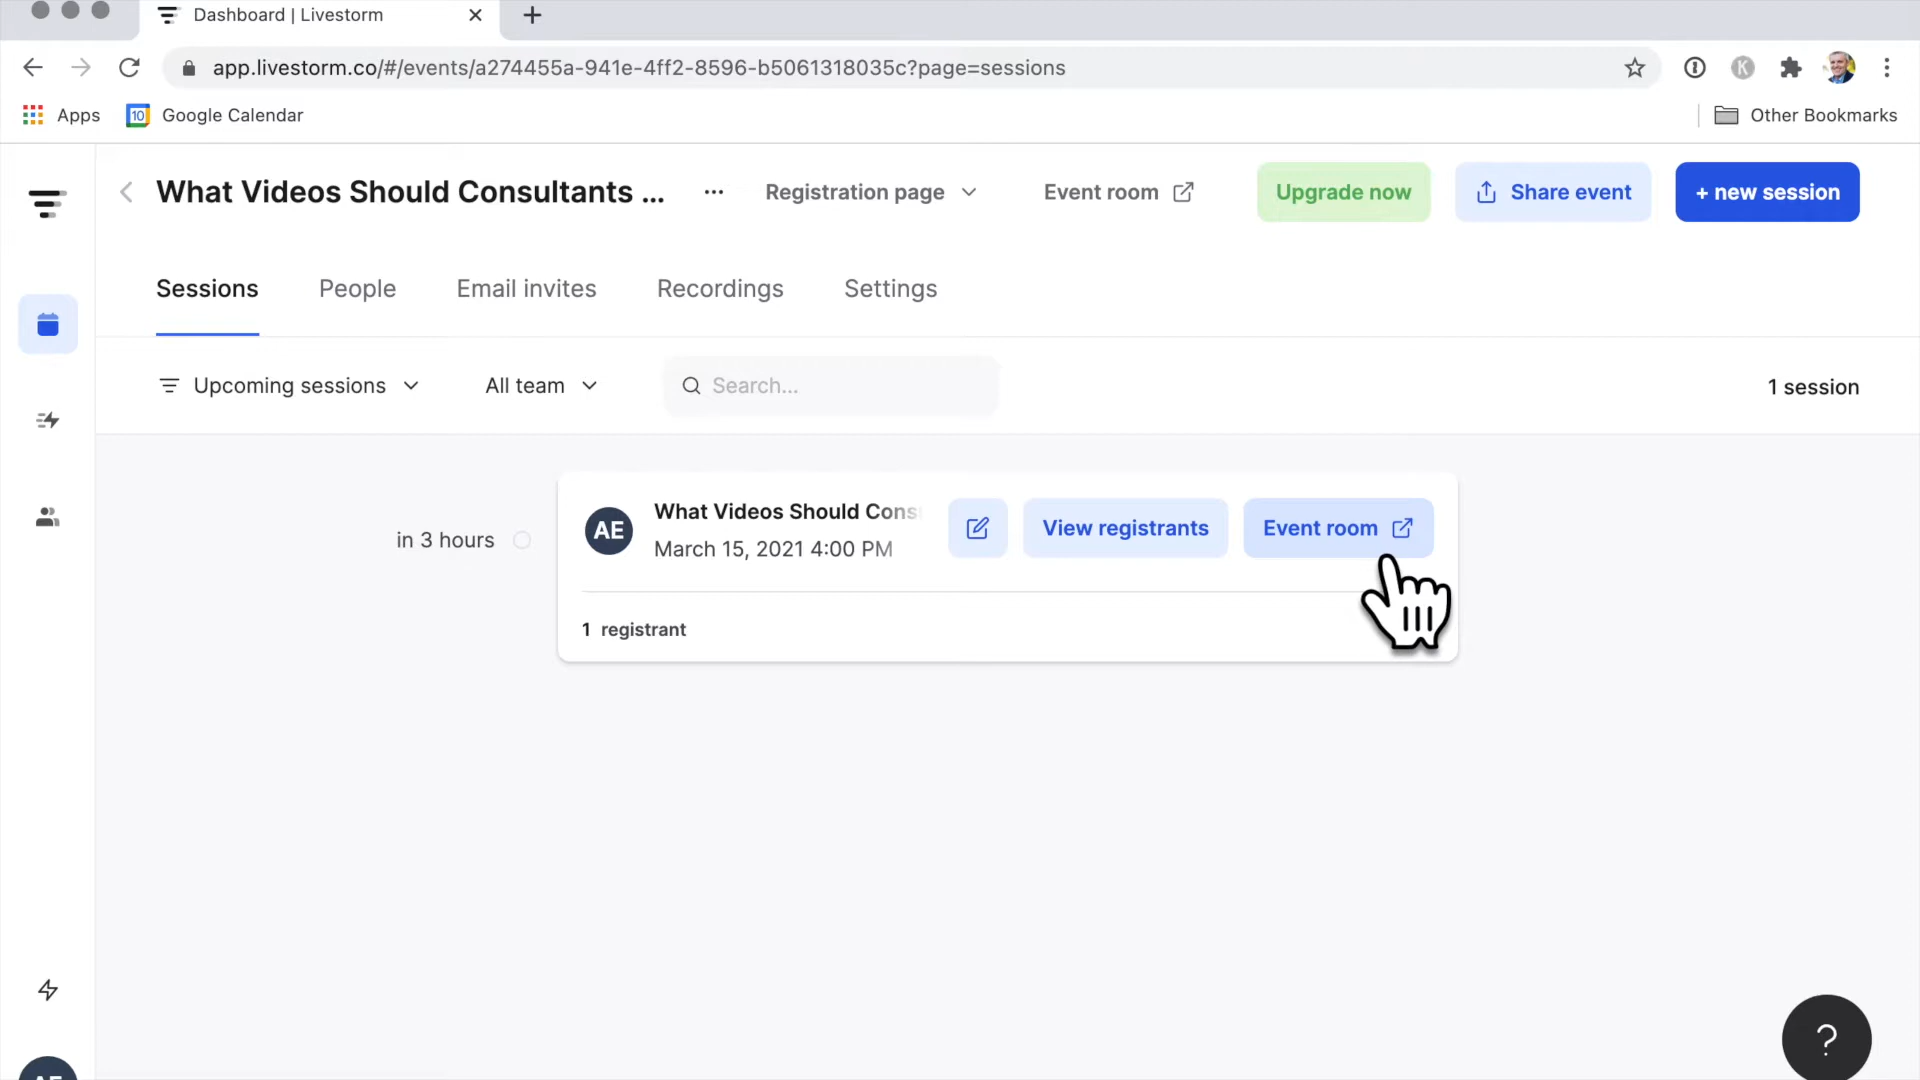 Dashboard | Livestorm
app.livestorm.co/#/events/a274455a-941e-4ff2-8596-b5061318035c?page=sessions
K
Apps
10
Google Calendar
Other Bookmarks
What Videos Should Consultants ...
Registration page
Event room
Upgrade now
Share event
+ new session
Sessions
People
Email invites
Recordings
Settings
Upcoming sessions
All team
Search...
1 session
in 3 hours
AE
What Videos Should Cons
March 15, 2021 4:00 PM
View registrants
Event room
1 registrant
?
AE